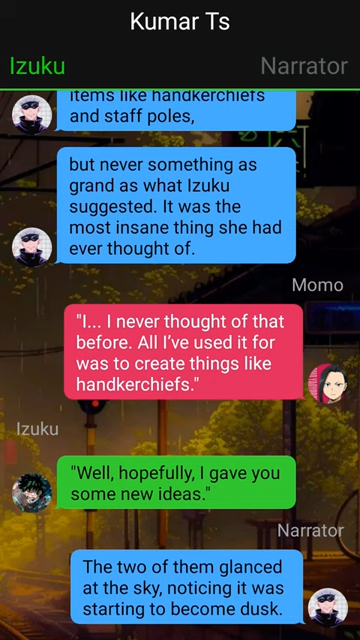 Kumar Ts
Izuku
Narrator
items like handkerchiefs
and staff poles,
but never something as
grand as what Izuku
suggested. It was the
most insane thing she had
ever thought of.
Momo
"I... I never thought of that
before. All I've used it for
was to create things like
handkerchiefs."
Izuku
"Well, hopefully, I gave you
some new ideas."
Narrator
The two of them glanced
at the sky, noticing it was
starting to become dusk.